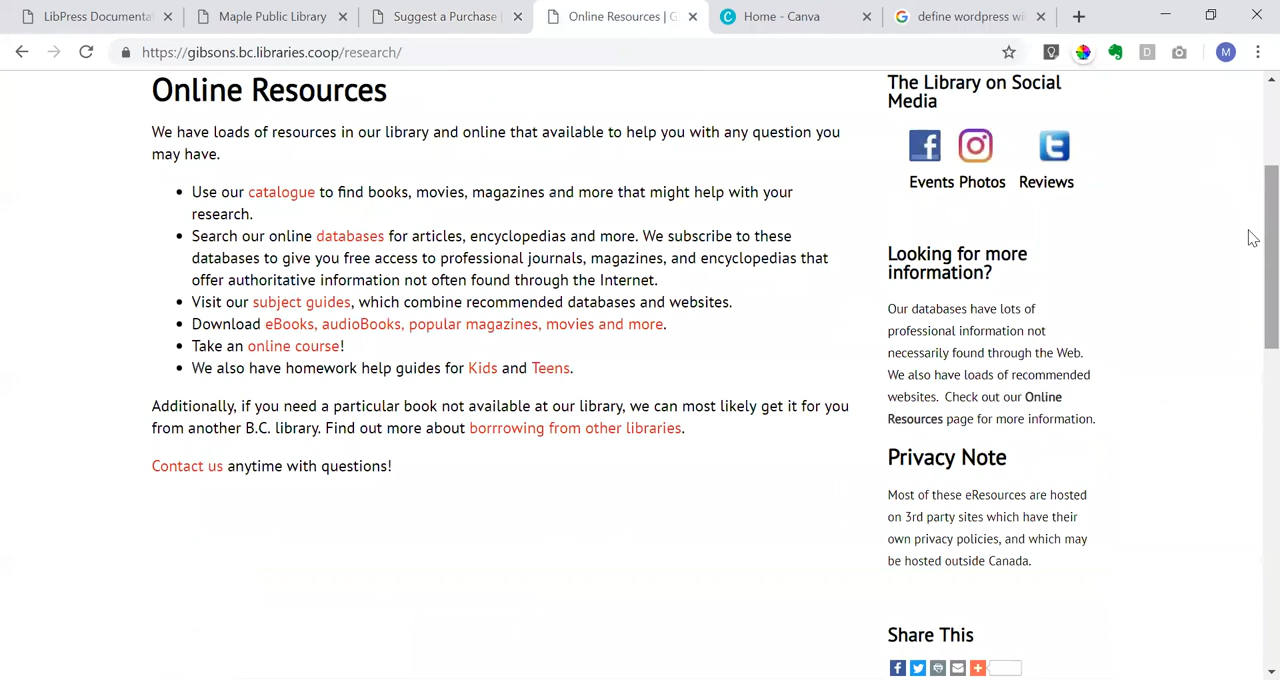 LibPress Documenta
Maple Public Library
Suggest a Purchase
Online Resources | G
Home - Canva
define wordpress wi
https://gibsons.bc.libraries.coop/research/
D
M
Online Resources
We have loads of resources in our library and online that available to help you with any question you
may have.
Use our catalogue to find books, movies, magazines and more that might help with your
research.
Search our online databases for articles, encyclopedias and more. We subscribe to these
databases to give you free access to professional journals, magazines, and encyclopedias that
offer authoritative information not often found through the Internet.
Visit our subject guides, which combine recommended databases and websites.
Download eBooks, audioBooks, popular magazines, movies and more.
Take an online course!
We also have homework help guides for Kids and Teens.
Additionally, if you need a particular book not available at our library, we can most likely get it for you
from another B.C. library. Find out more about borrrowing from other libraries.
Contact us anytime with questions!
The Library on Social
Media
Events Photos Reviews
Looking for more
information?
Our databases have lots of
professional information not
necessarily found through the Web.
We also have loads of recommended
websites. Check out our Online
Resources page for more information.
Privacy Note
Most of these eResources are hosted
on 3rd party sites which have their
own privacy policies, and which may
be hosted outside Canada.
Share This